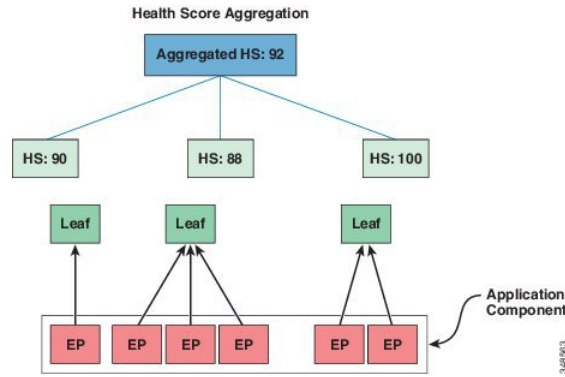 Health Score Aggregation
Aggregated HS: 92
HS: 90
HS: 88
HS: 100
Leaf
Leaf
Leaf
Application
Component
EP
EP
EP
EP
EP
EP
348563